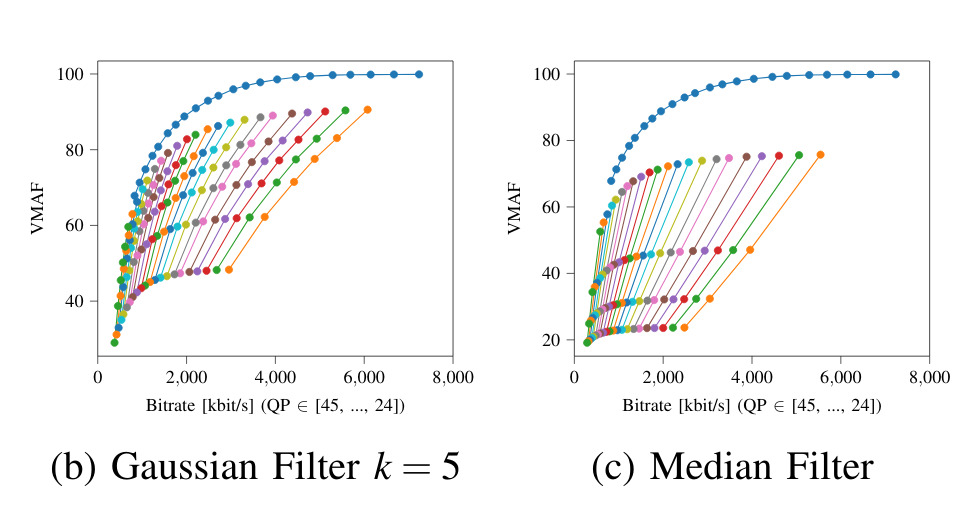 100
80
60
40
VMAF
0 2,000 4,000 6,000 8,000
Bitrate [kbit/s] (QP ∈ [45, ..., 24])
(b) Gaussian Filter k = 5
100
80
60
40
20
VMAF
0 2,000 4,000 6,000 8,000
Bitrate [kbit/s] (QP ∈ [45, ..., 24])
(c) Median Filter